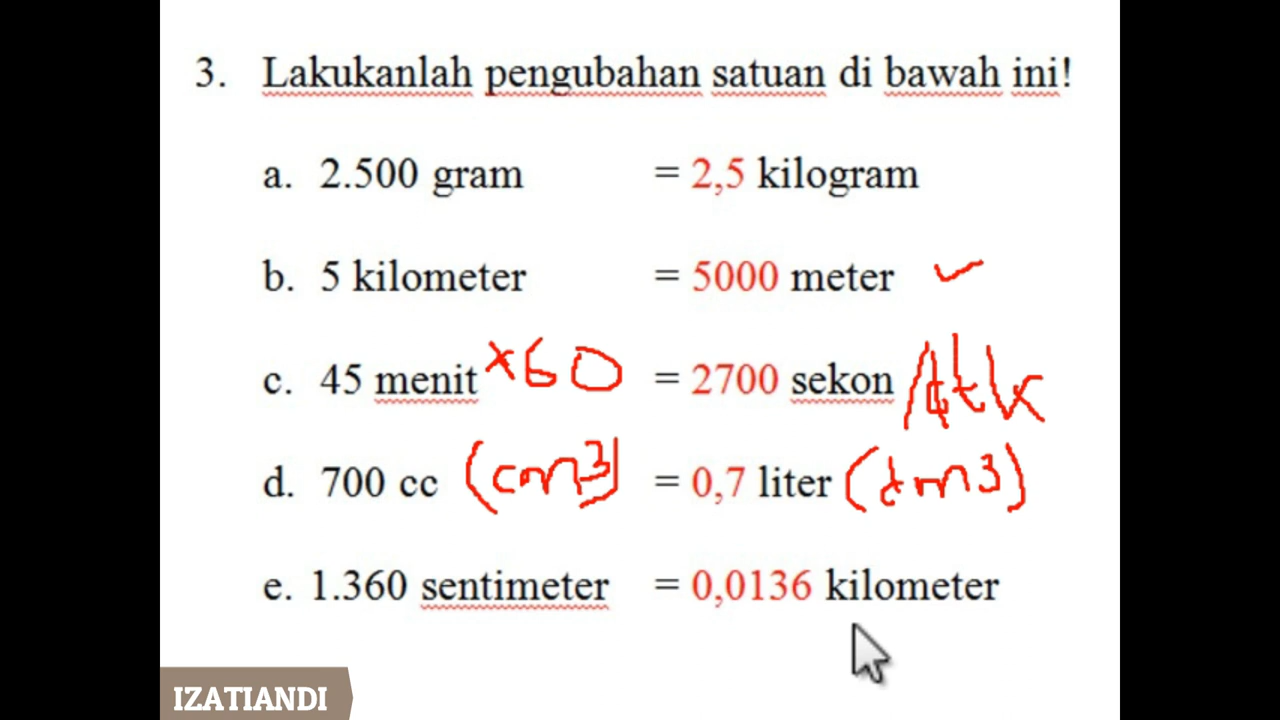 3. Lakukanlah pengubahan satuan di bawah ini!
a. 2.500 gram = 2,5 kilogram
b. 5 kilometer = 5000 meter
c. 45 menit ×60 = 2700 sekon
d. 700 cc (cm3) = 0,7 liter (dm3)
e. 1.360 sentimeter = 0,0136 kilometer
IZATIANDI